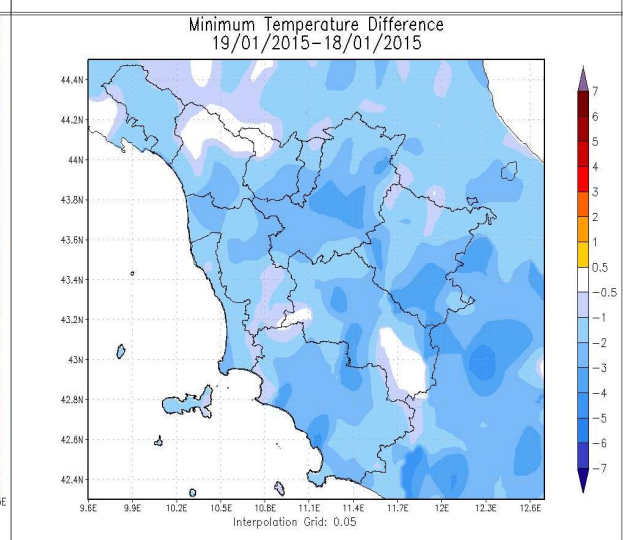 Minimum Temperature Difference
19/01/2015-18/01/2015
44.4N
44.2N
44N
43.8N
43.6N
43.4N
43.2N
43N
42.8N
42.6N
42.4N
9.6E 9.9E 10.2E 10.5E 10.8E 11.1E 11.4E 11.7E 12E 12.3E 12.6E
Interpolation Grid: 0.05
7
6
5
4
3
2
1
0.5
-0.5
-1
-2
-3
-4
-5
-6
-7